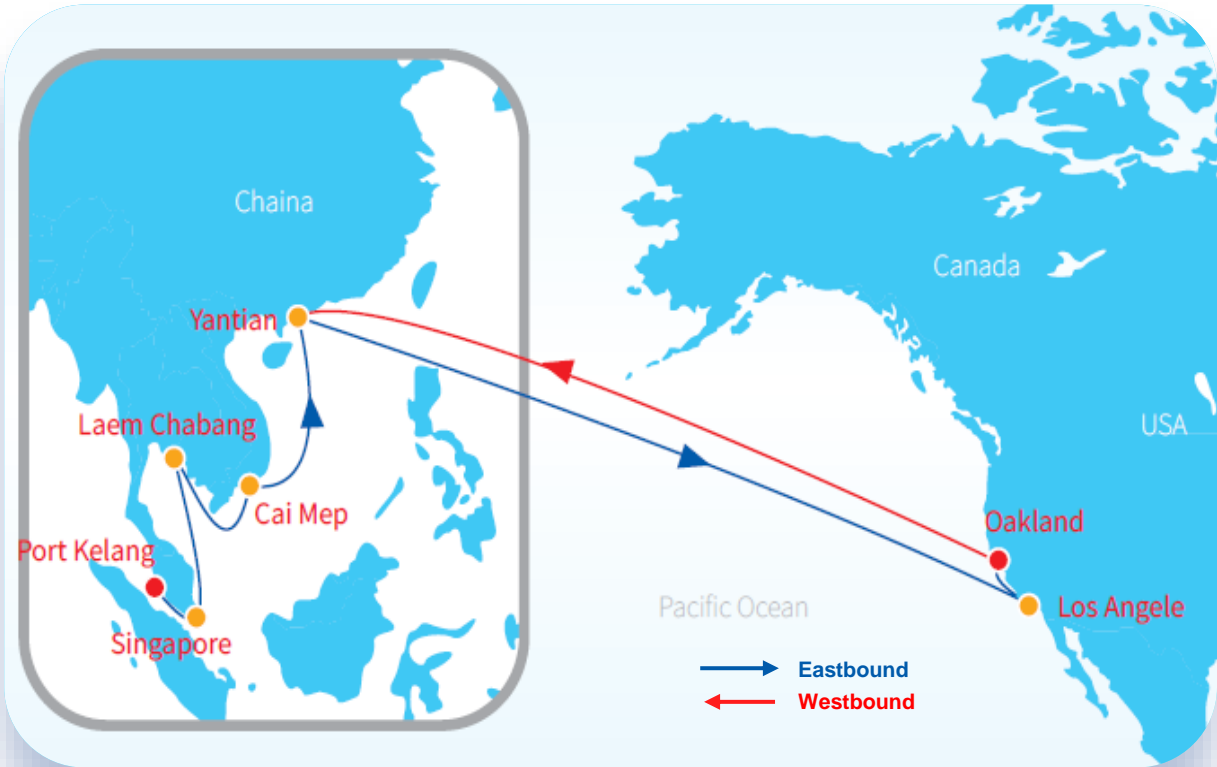 Chaina
Canada
Yantian
USA
Laem Chabang
Cai Mep
Oakland
Port Kelang
Pacific Ocean
Los Angele
Singapore
Eastbound
Westbound